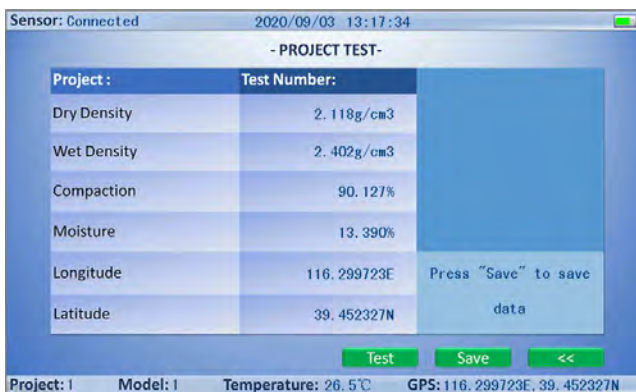 Sensor: Connected 2020/09/03 13:17:34
- PROJECT TEST-
Project : Test Number:
Dry Density 2.118g/cm3
Wet Density 2.402g/cm3
Compaction 90.127%
Moisture 13.390%
Longitude 116.299723E
Latitude 39.452327N
Press "Save" to save
data
Test Save <<
Project: 1 Model: 1 Temperature: 26.5℃ GPS: 116.299723E, 39.452327N